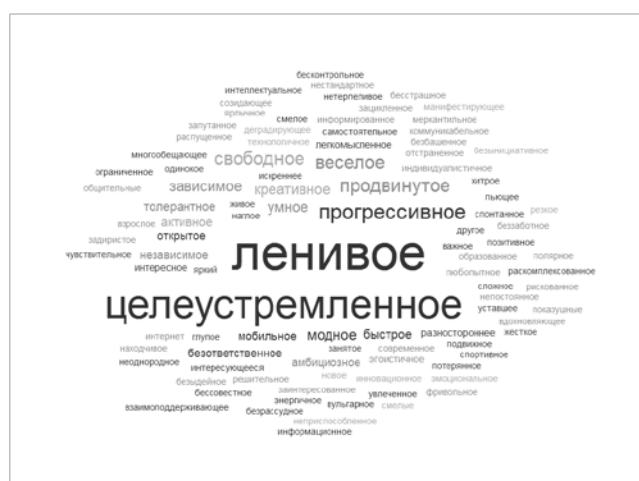 бесконтрольное
нестандартное
интеллектуальное нетерпеливое бесстрашное
созидающее зацикленное манифестирующее
ярлычное смелое информированное меркантильное
запутанное деградирующее самостоятельное коммуникабельное
распущенное технологичное легкомысленное безбашенное
многообещающее свободное веселое отстраненное безынициативное
ограниченное одинокое искреннее индивидуалистичное
общительные зависимое креативное продвинутое хитрое
пьющее
толерантное живое умное прогрессивное спонтанное резкое
взрослое активное наглое другое беззаботное
задиристое открытое важное позитивное
чувствительное независимое ленивое образованное полярное
интересное яркий любопытное раскомплексованное
сложное рискованное
целеустремленное непостоянное
уставшее показушные
вдохновляющее
интернет глупое мобильное модное быстрое разностороннее жесткое
находчивое безответственное занятое современное подвижное
неоднородное интересующееся амбициозное эгоистичное спортивное
потерянное
безыдейное решительное новое инновационное эмоциональное
бессовестное заинтересованное увлеченное фривольное
взаимоподдерживающее энергичное вульгарное смелые
безрассудное
неприспособленное
информационное